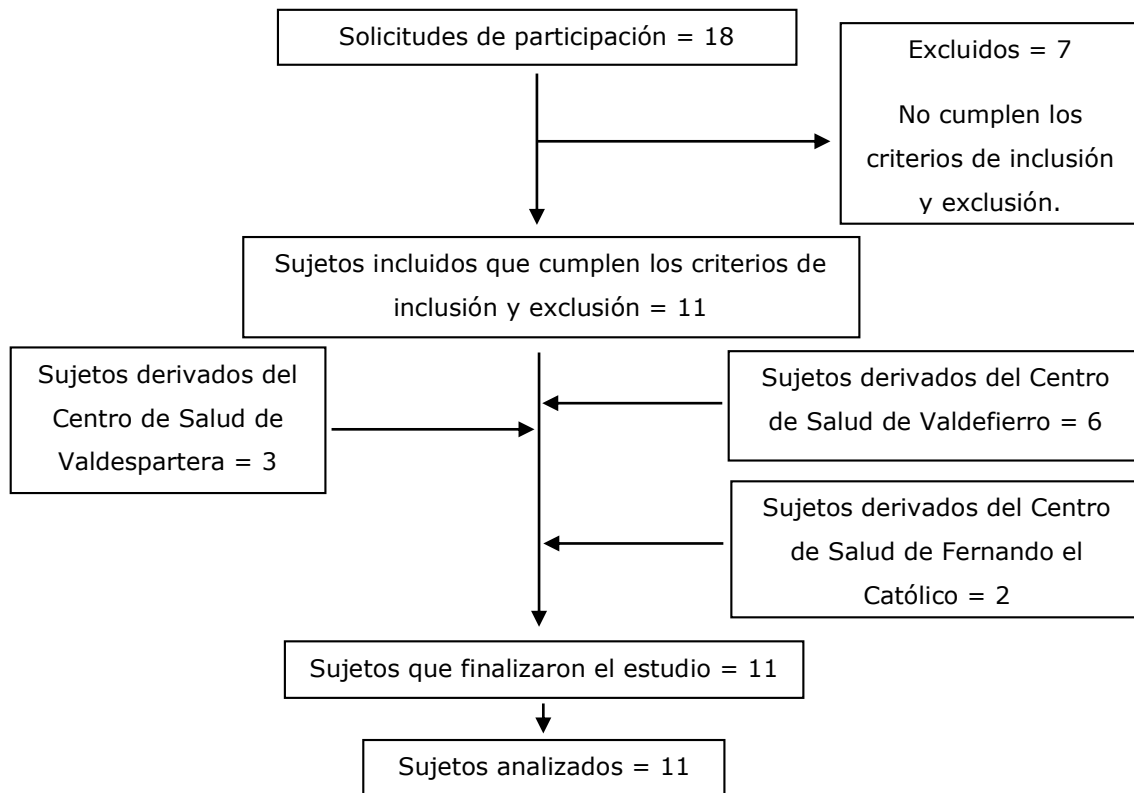 Solicitudes de participación = 18
Excluidos = 7
No cumplen los
criterios de inclusión
y exclusión.
Sujetos incluidos que cumplen los criterios de
inclusión y exclusión = 11
Sujetos derivados del
Centro de Salud de
Valdespartera = 3
Sujetos derivados del Centro
de Salud de Valdefierro = 6
Sujetos derivados del Centro
de Salud de Fernando el
Católico = 2
Sujetos que finalizaron el estudio = 11
Sujetos analizados = 11